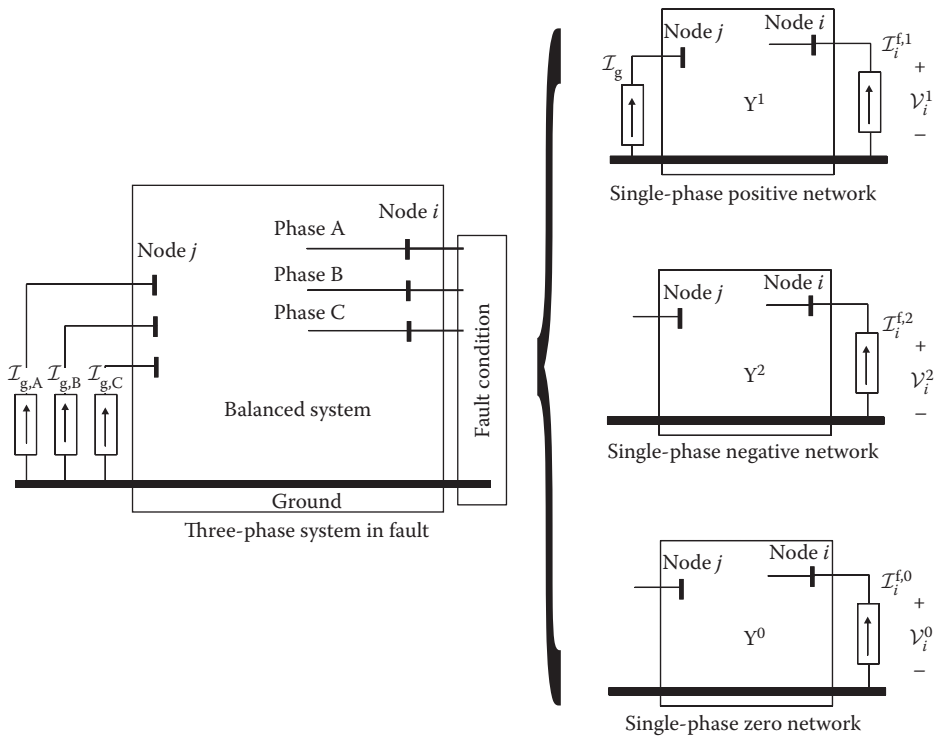 Node i
Phase A
Node j
Phase B
Phase C
I_g,A I_g,B I_g,C
Balanced system
Fault condition
Ground
Three-phase system in fault
Node j
Node i
I_g
I_i^f,1
+
V_i^1
−
Y^1
Single-phase positive network
Node j
Node i
I_i^f,2
+
V_i^2
−
Y^2
Single-phase negative network
Node j
Node i
I_i^f,0
+
V_i^0
−
Y^0
Single-phase zero network